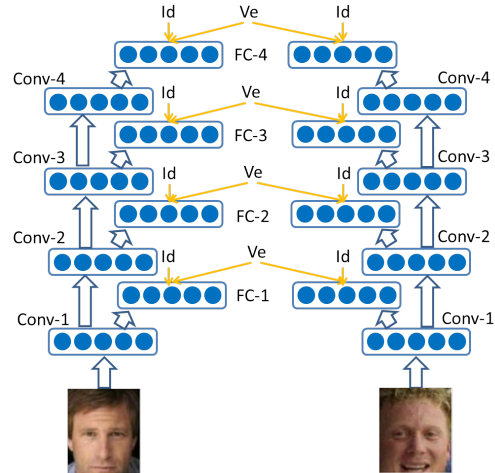 Id Ve Id
FC-4
Conv-4 Conv-4
Id Ve Id
FC-3
Conv-3 Conv-3
Id Ve Id
FC-2
Conv-2 Conv-2
Id Ve Id
FC-1
Conv-1 Conv-1